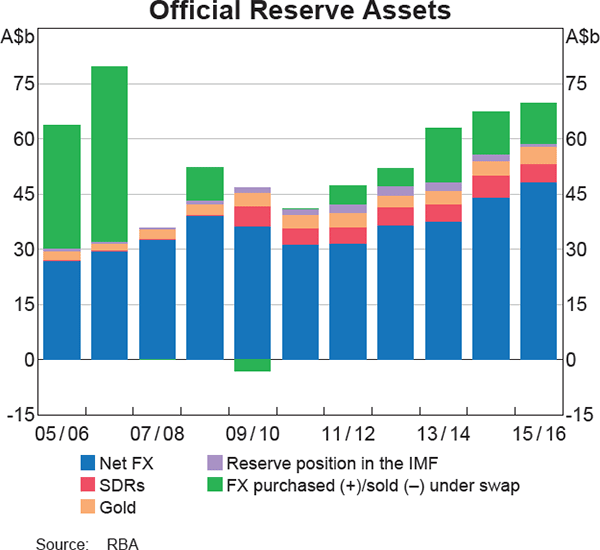 Official Reserve Assets
A$b A$b
75 75
60 60
45 45
30 30
15 15
0 0
-15 -15
05 / 06 07 / 08 09 / 10 11 / 12 13 / 14 15 / 16
Net FX Reserve position in the IMF
SDRs FX purchased (+)/sold (–) under swap
Gold
Source: RBA